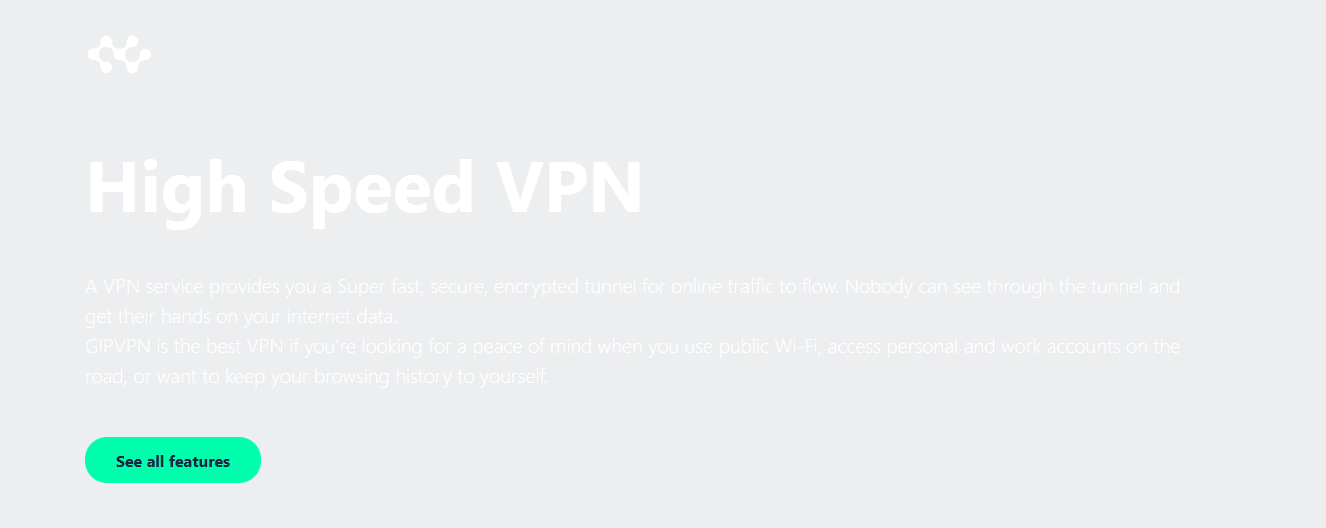 High Speed VPN
A VPN service provides you a Super fast, secure, encrypted tunnel for online traffic to flow. Nobody can see through the tunnel and
get their hands on your internet data.
GIPVPN is the best VPN if you're looking for a peace of mind when you use public Wi-Fi, access personal and work accounts on the
road, or want to keep your browsing history to yourself.
See all features